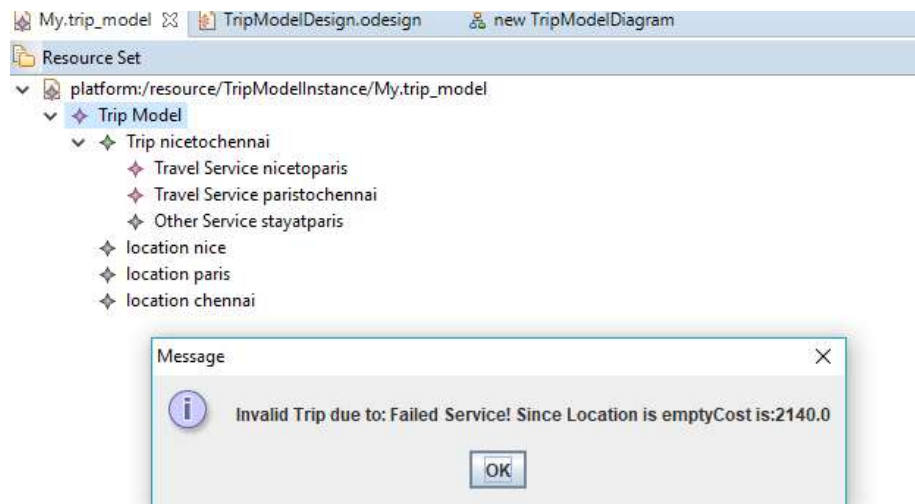 My.trip_model TripModelDesign.odesign new TripModelDiagram
Resource Set
platform:/resource/TripModelInstance/My.trip_model
Trip Model
Trip nicetochennai
Travel Service nicetoparis
Travel Service paristochennai
Other Service stayatparis
location nice
location paris
location chennai
Message
Invalid Trip due to: Failed Service! Since Location is emptyCost is:2140.0
OK